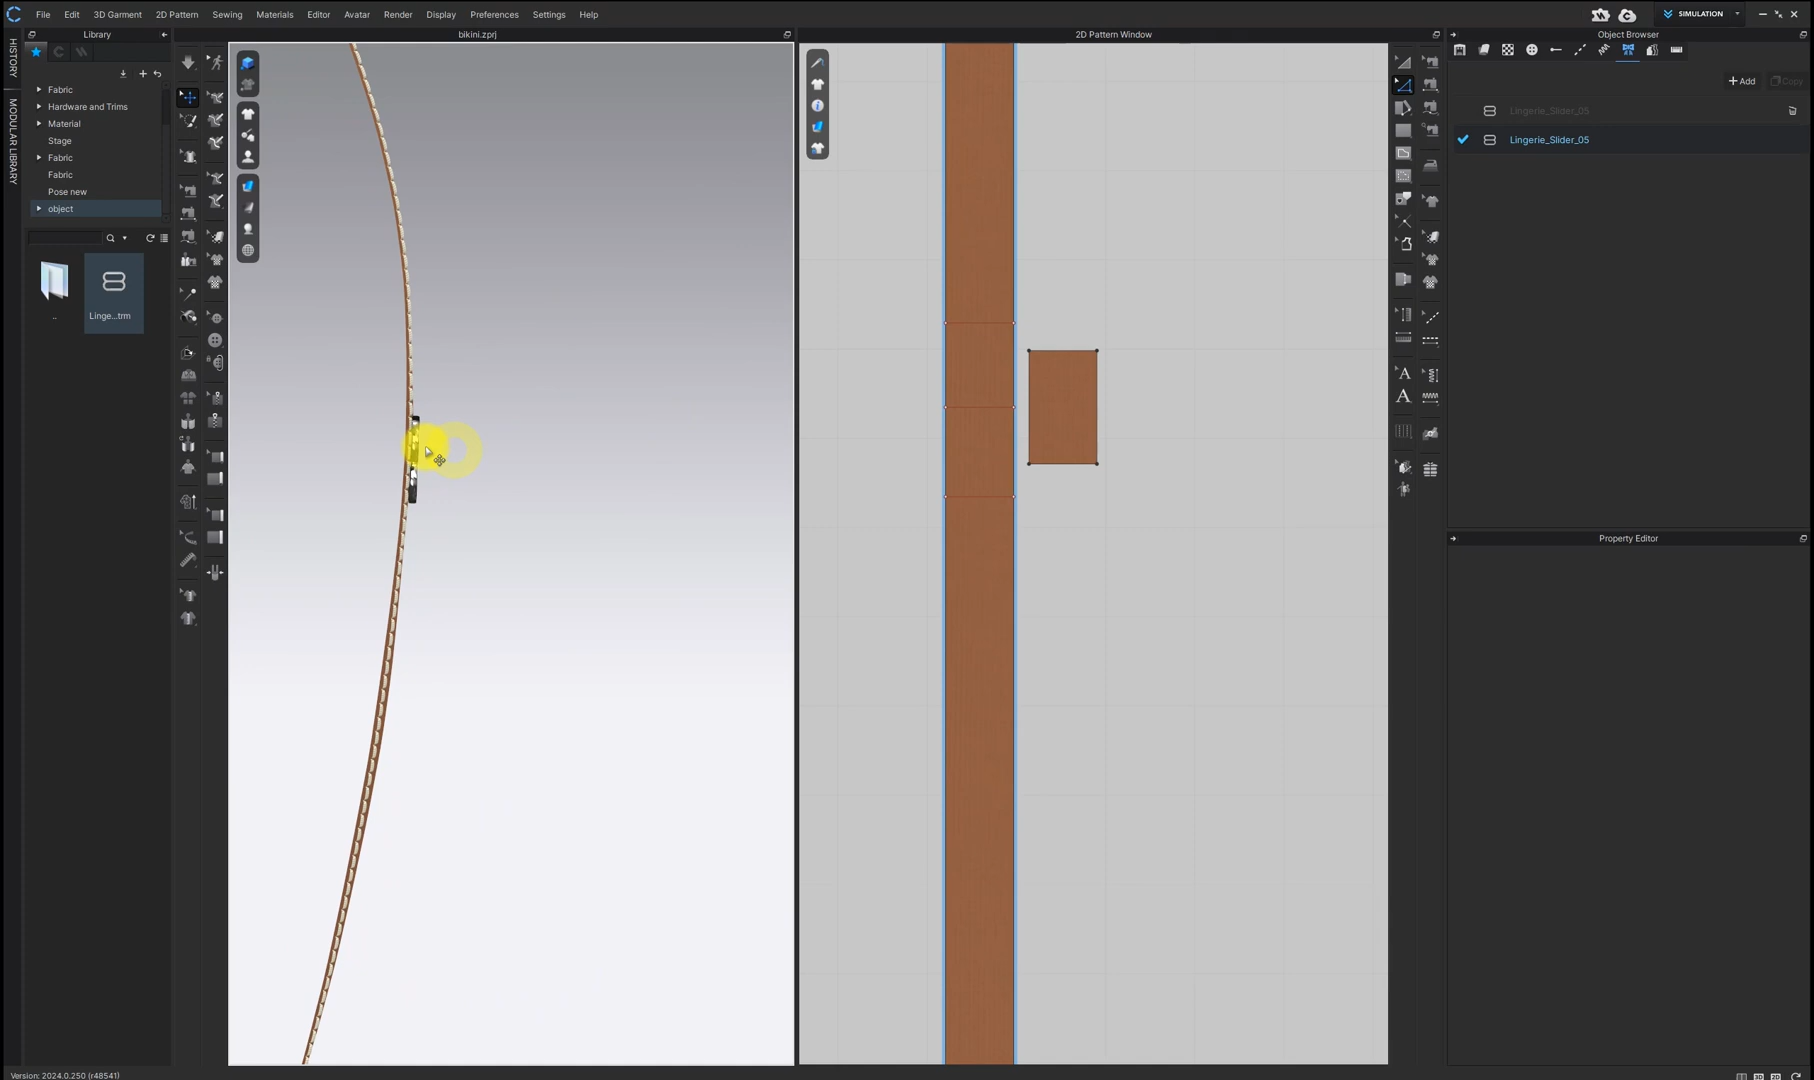 File Edit 3D Garment 2D Pattern Sewing Materials Editor Avatar Render Display Preferences Settings Help
SIMULATION
HISTORY
MODULAR LIBRARY
Library
Fabric
Hardware and Trims
Material
Stage
Fabric
Fabric
Pose new
object
..
Linge...trm
bikini.zprj
2D Pattern Window
A
A
Object Browser
+ Add
Copy
Lingerie_Slider_05
Lingerie_Slider_05
Property Editor
Version: 2024.0.250 (r48541)
3D
2D